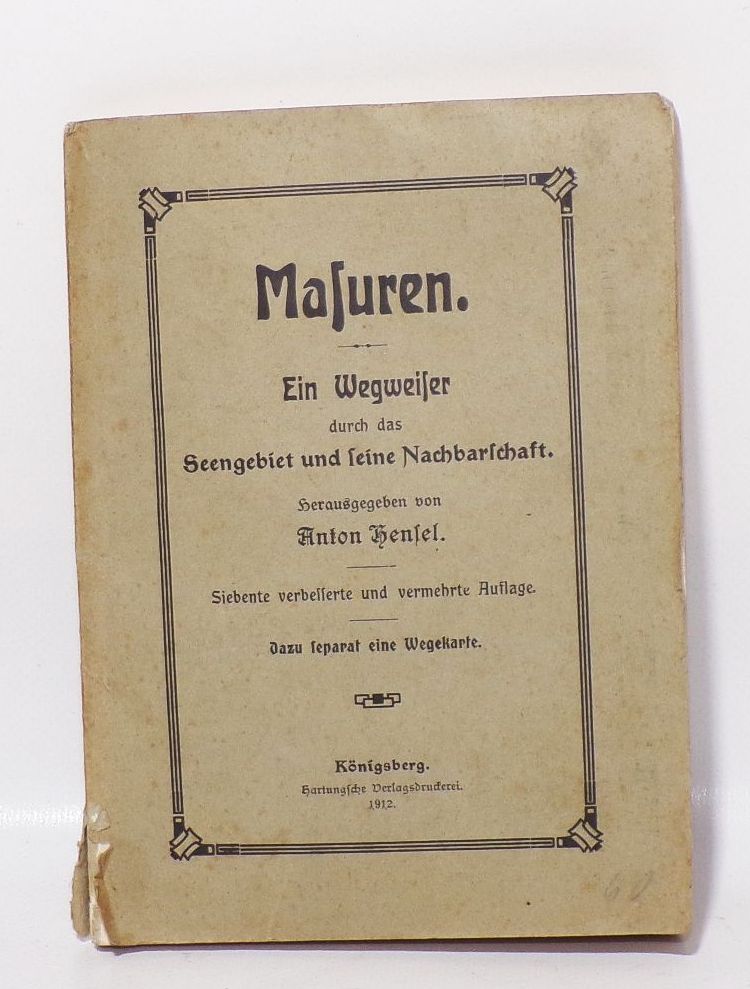 Maſuren.
Ein Wegweiſer
durch das
Seengebiet und ſeine Nachbarſchaft.
Herausgegeben von
Anton Henſel.
Siebente verbeſſerte und vermehrte Auflage.
Dazu ſeparat eine Wegekarte.
Königsberg.
Hartungſche Verlagsdruckerei.
1912.